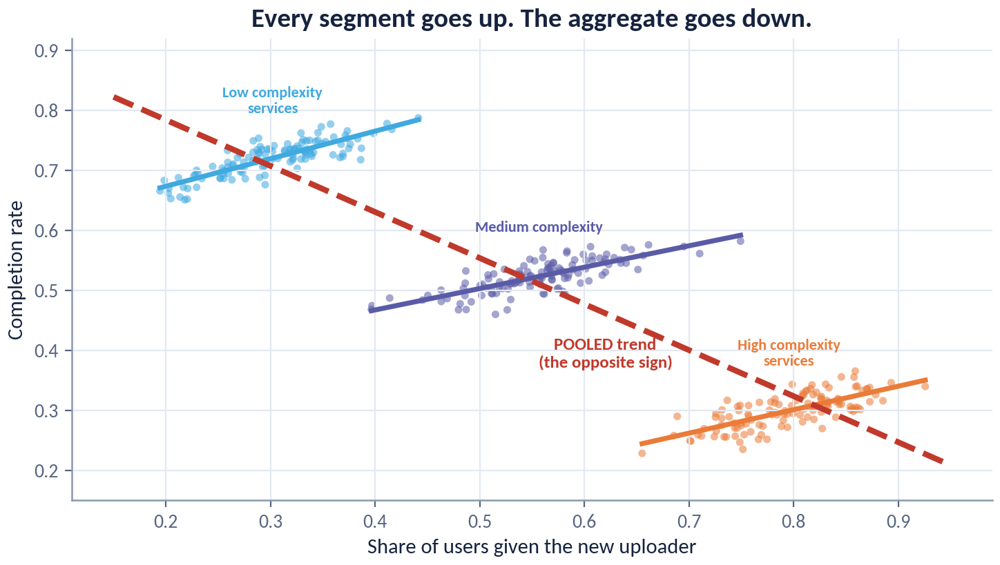 Every segment goes up. The aggregate goes down.
0.9
0.8
0.7
0.6
0.5
0.4
0.3
0.2
Completion rate
Low complexity
services
Medium complexity
POOLED trend
(the opposite sign)
High complexity
services
0.2 0.3 0.4 0.5 0.6 0.7 0.8 0.9
Share of users given the new uploader